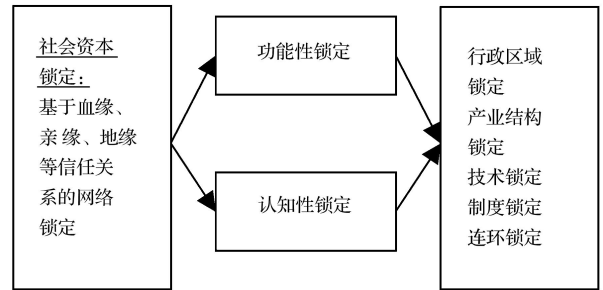 社会资本
锁定:
基于血缘、
亲缘、地缘
等信任关
系的网络
锁定
功能性锁定
认知性锁定
行政区域
锁定
产业结构
锁定
技术锁定
制度锁定
连环锁定